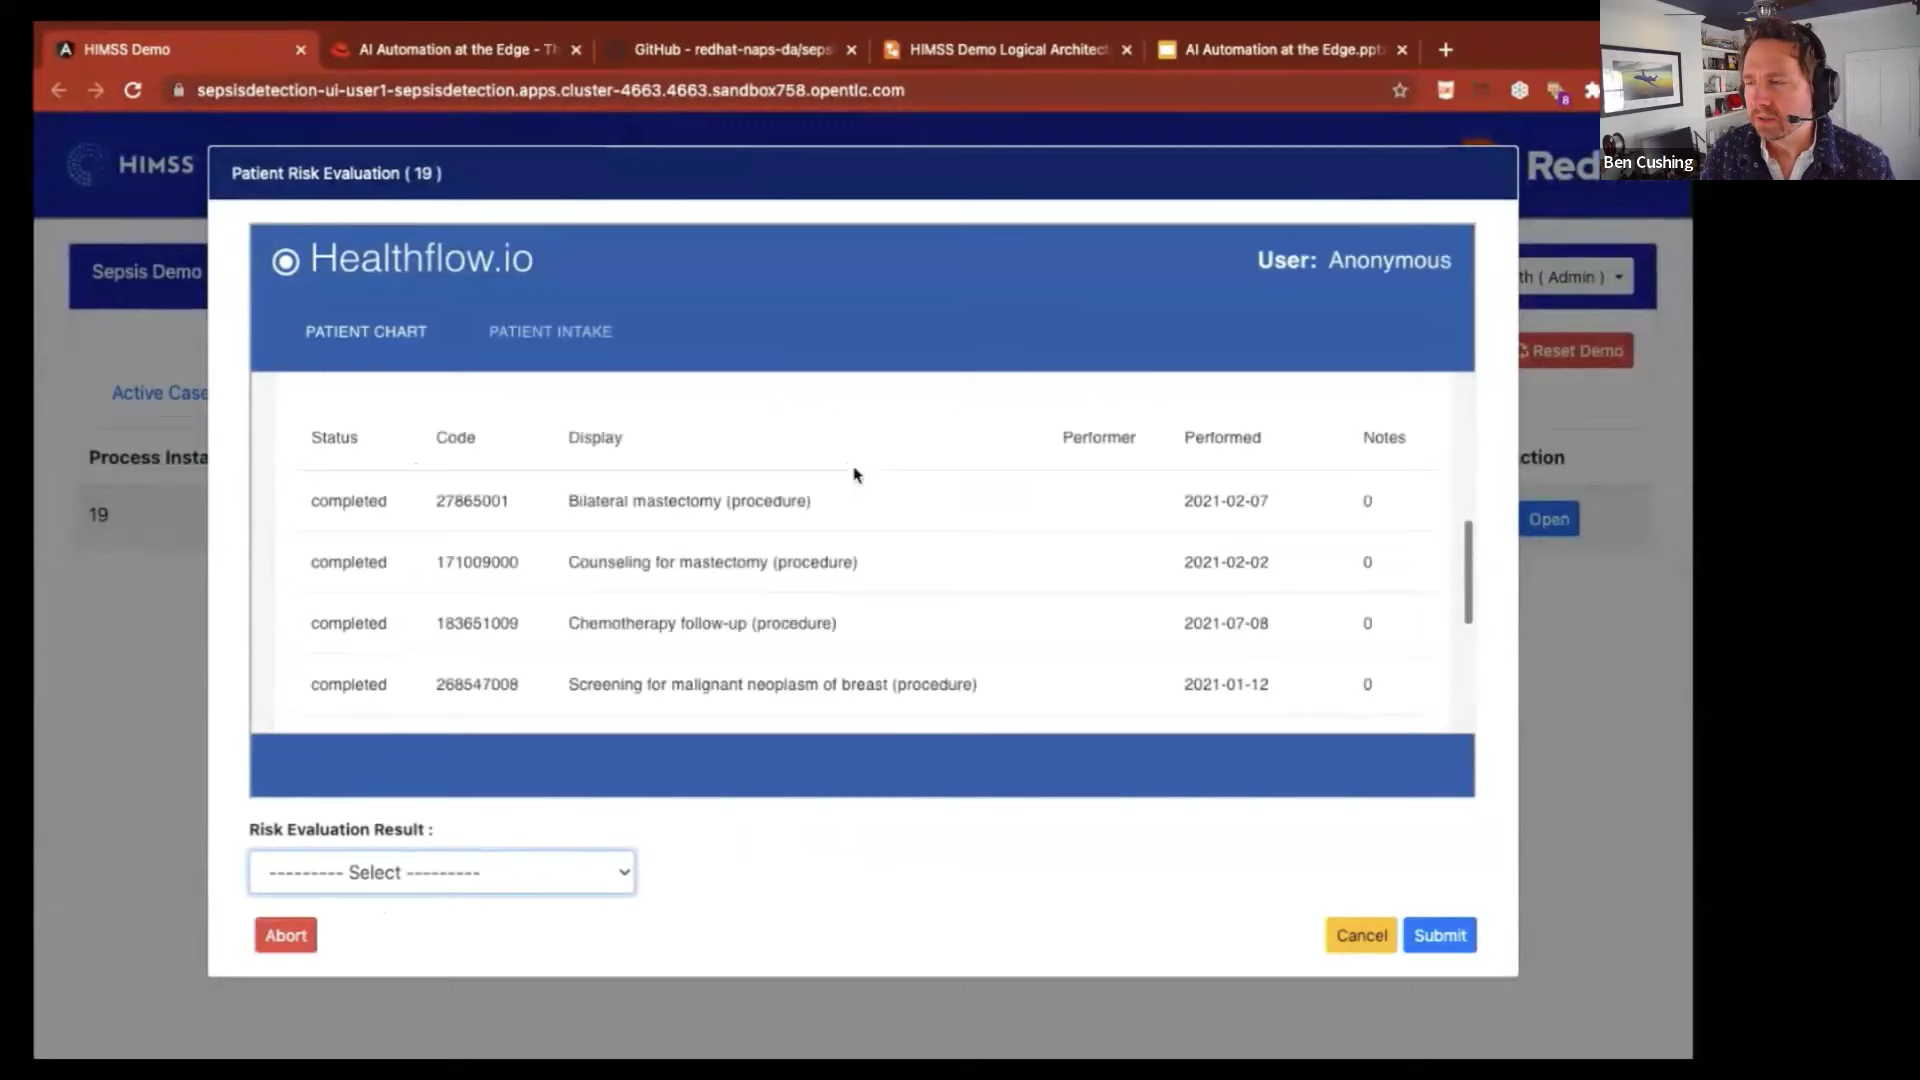 HIMSS Demo
AI Automation at the Edge - Th
GitHub - redhat-naps-da/seps
HIMSS Demo Logical Architect
AI Automation at the Edge.ppt
sepsisdetection-ui-user1-sepsisdetection.apps.cluster-4663.4663.sandbox758.opentlc.com
8
Ben Cushing
HIMSS
Red
Patient Risk Evaluation ( 19 )
Healthflow.io
User: Anonymous
Sepsis Demo
th ( Admin )
PATIENT CHART PATIENT INTAKE
Reset Demo
Active Case
Status Code Display Performer Performed Notes
Process Insta
ction
completed 27865001 Bilateral mastectomy (procedure) 2021-02-07 0
19
Open
completed 171009000 Counseling for mastectomy (procedure) 2021-02-02 0
completed 183651009 Chemotherapy follow-up (procedure) 2021-07-08 0
completed 268547008 Screening for malignant neoplasm of breast (procedure) 2021-01-12 0
Risk Evaluation Result :
--------- Select ---------
Abort
Cancel
Submit